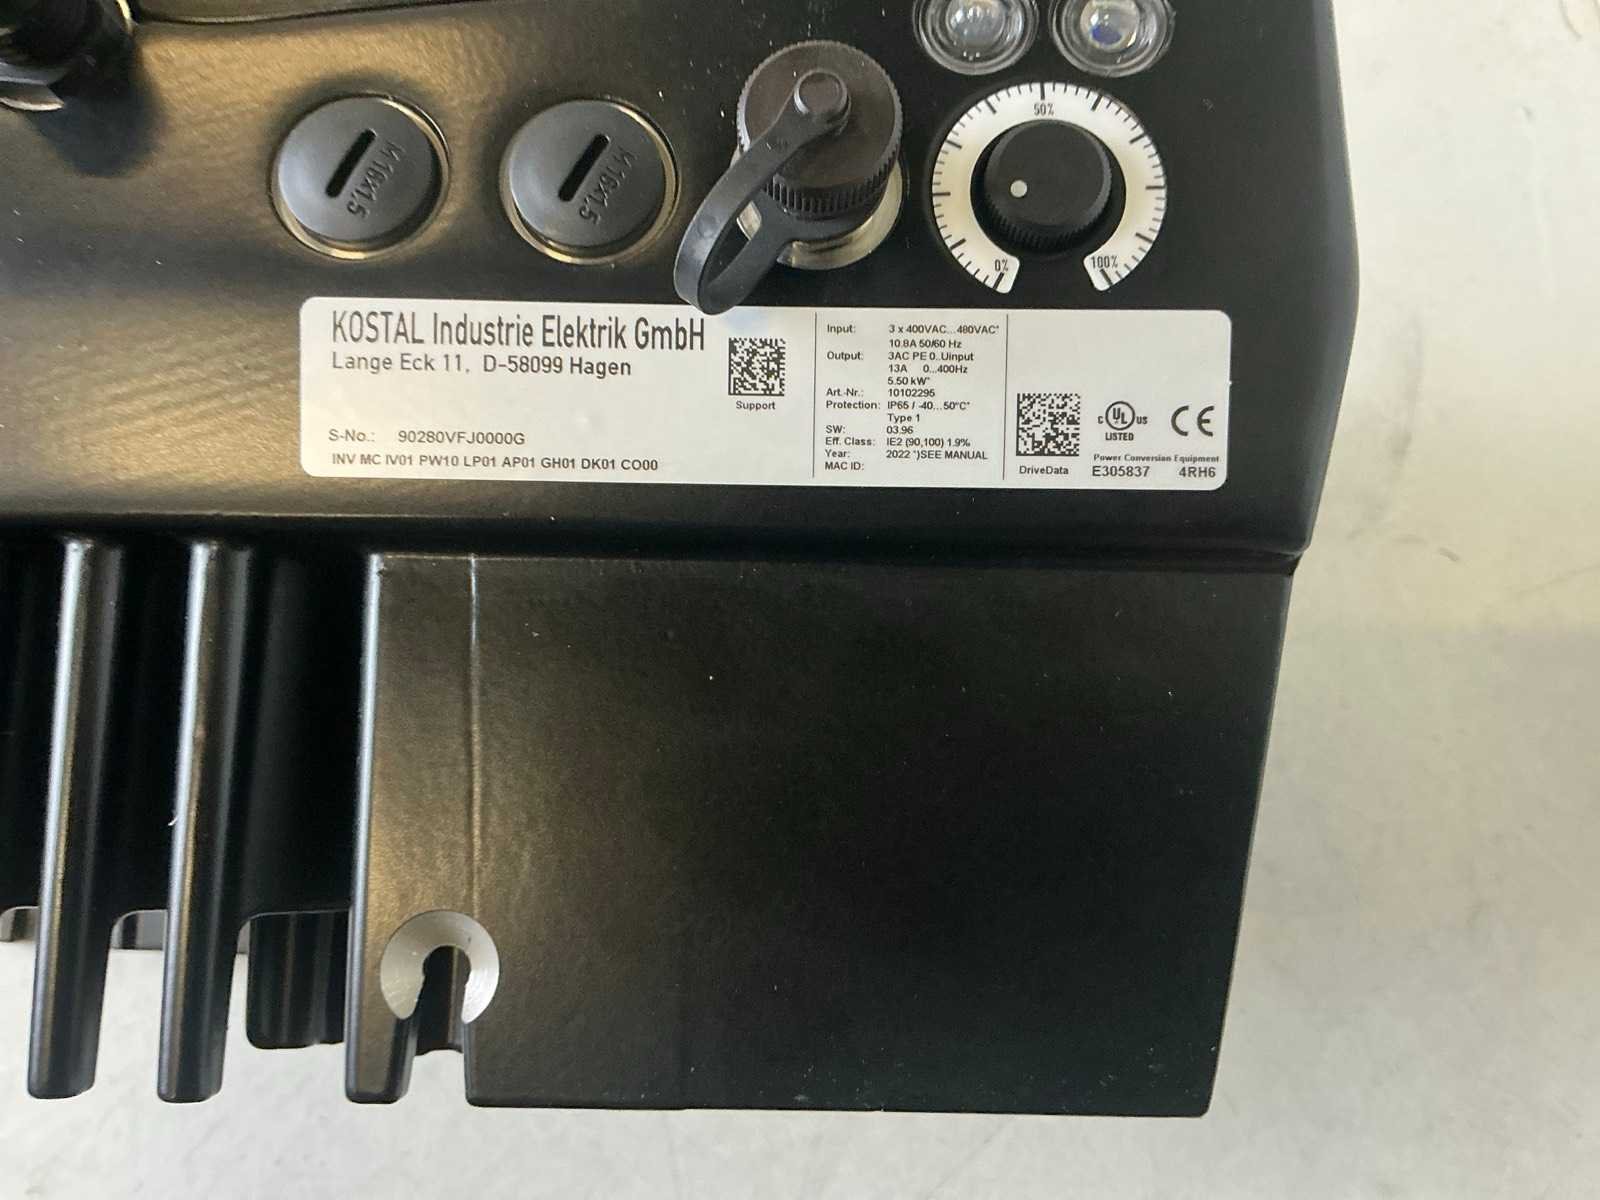 M 16x1,5
M 16x1,5
50%
0%
100%
KOSTAL Industrie Elektrik GmbH
Lange Eck 11, D-58099 Hagen
Support
S-No.: 90280VFJ0000G
INV MC IV01 PW10 LP01 AP01 GH01 DK01 CO00
Input: 3 x 400VAC...480VAC*
10.8A 50/60 Hz
Output: 3AC PE 0..Uinput
13A 0...400Hz
5.50 kW*
Art.-Nr.: 10102295
Protection: IP65 / -40...50°C*
Type 1
SW: 03.96
Eff. Class: IE2 (90,100) 1.9%
Year: 2022 *)SEE MANUAL
MAC ID:
DriveData
c UL us
LISTED
CE
Power Conversion Equipment
E305837 4RH6